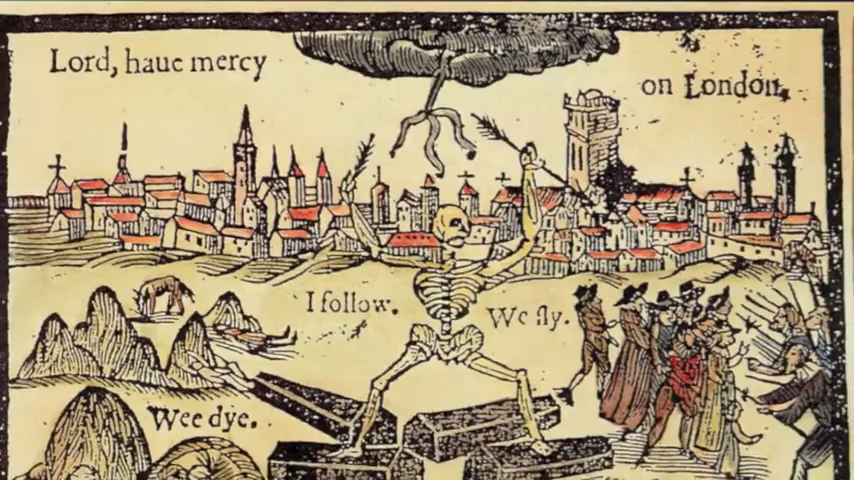 Lord, haue mercy
on London.
I follow.
We fly.
Wee dye.